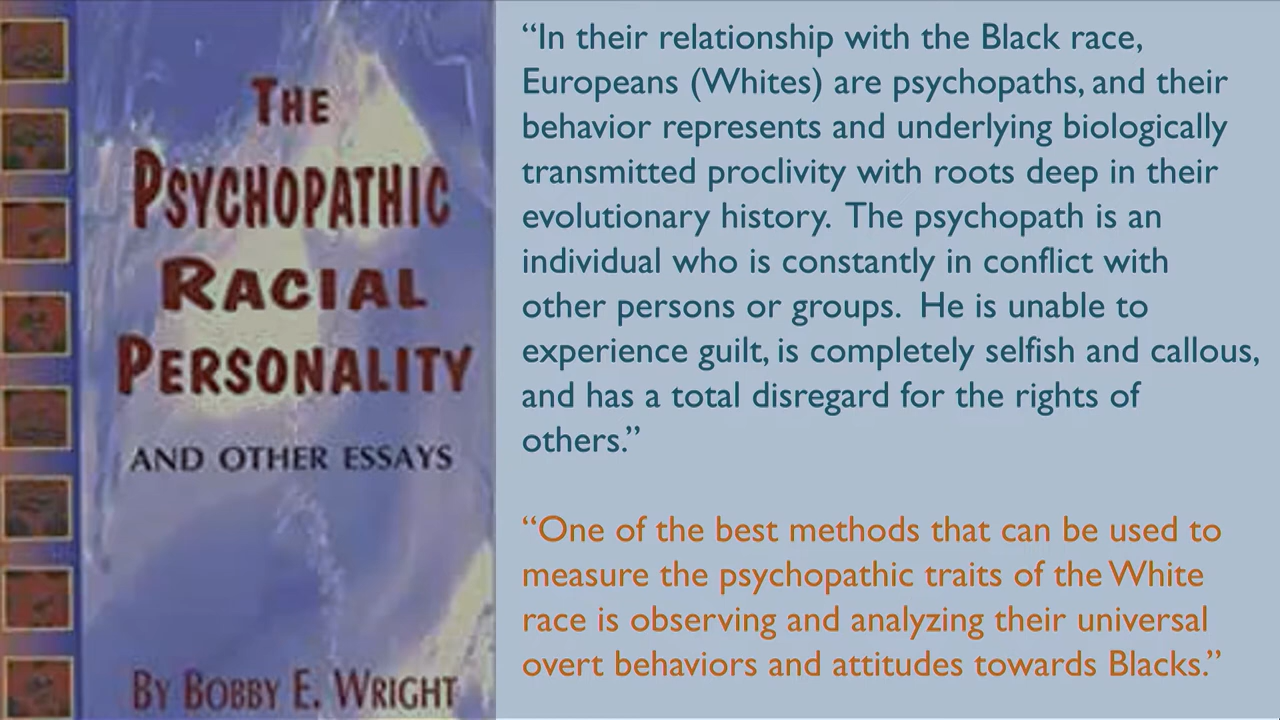 THE
PSYCHOPATHIC
RACIAL
PERSONALITY
AND OTHER ESSAYS
BY BOBBY E. WRIGHT
“In their relationship with the Black race,
Europeans (Whites) are psychopaths, and their
behavior represents and underlying biologically
transmitted proclivity with roots deep in their
evolutionary history.  The psychopath is an
individual who is constantly in conflict with
other persons or groups.  He is unable to
experience guilt, is completely selfish and callous,
and has a total disregard for the rights of
others.”
“One of the best methods that can be used to
measure the psychopathic traits of the White
race is observing and analyzing their universal
overt behaviors and attitudes towards Blacks.”